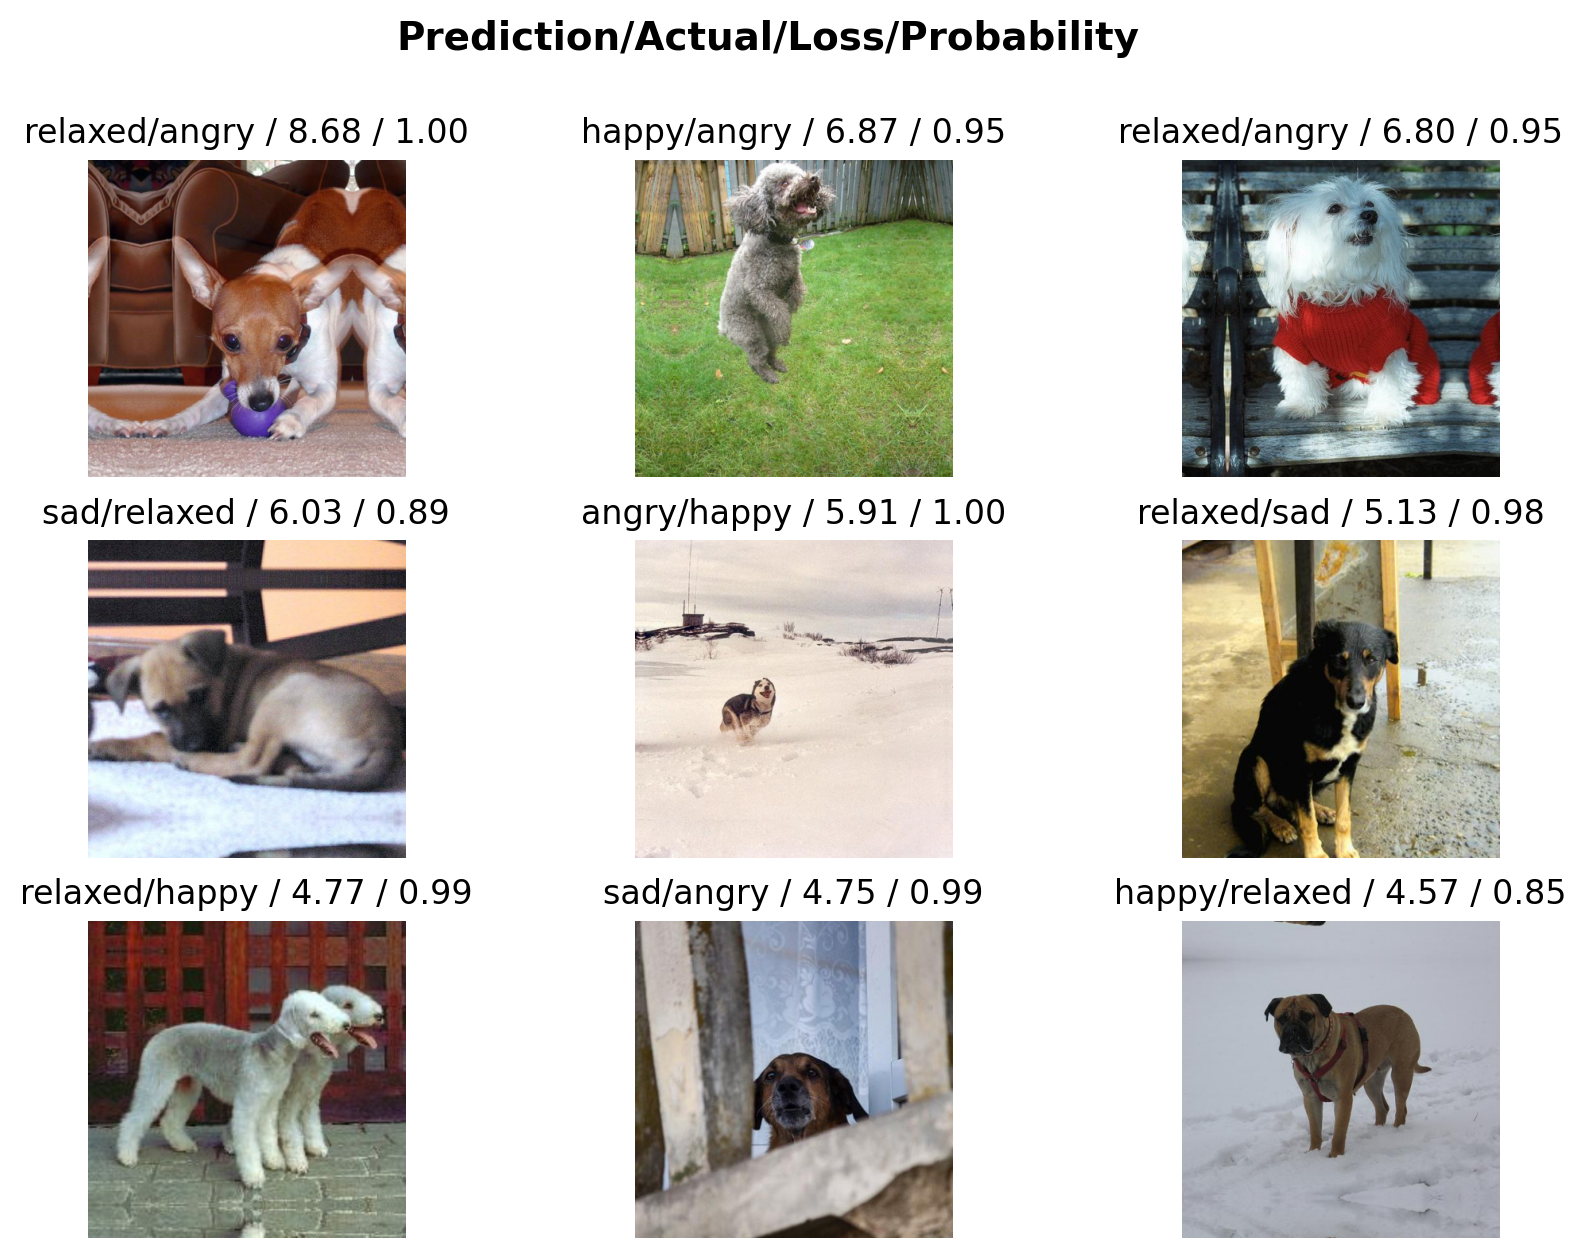 Prediction/Actual/Loss/Probability
relaxed/angry / 8.68 / 1.00
happy/angry / 6.87 / 0.95
relaxed/angry / 6.80 / 0.95
sad/relaxed / 6.03 / 0.89
angry/happy / 5.91 / 1.00
relaxed/sad / 5.13 / 0.98
relaxed/happy / 4.77 / 0.99
sad/angry / 4.75 / 0.99
happy/relaxed / 4.57 / 0.85